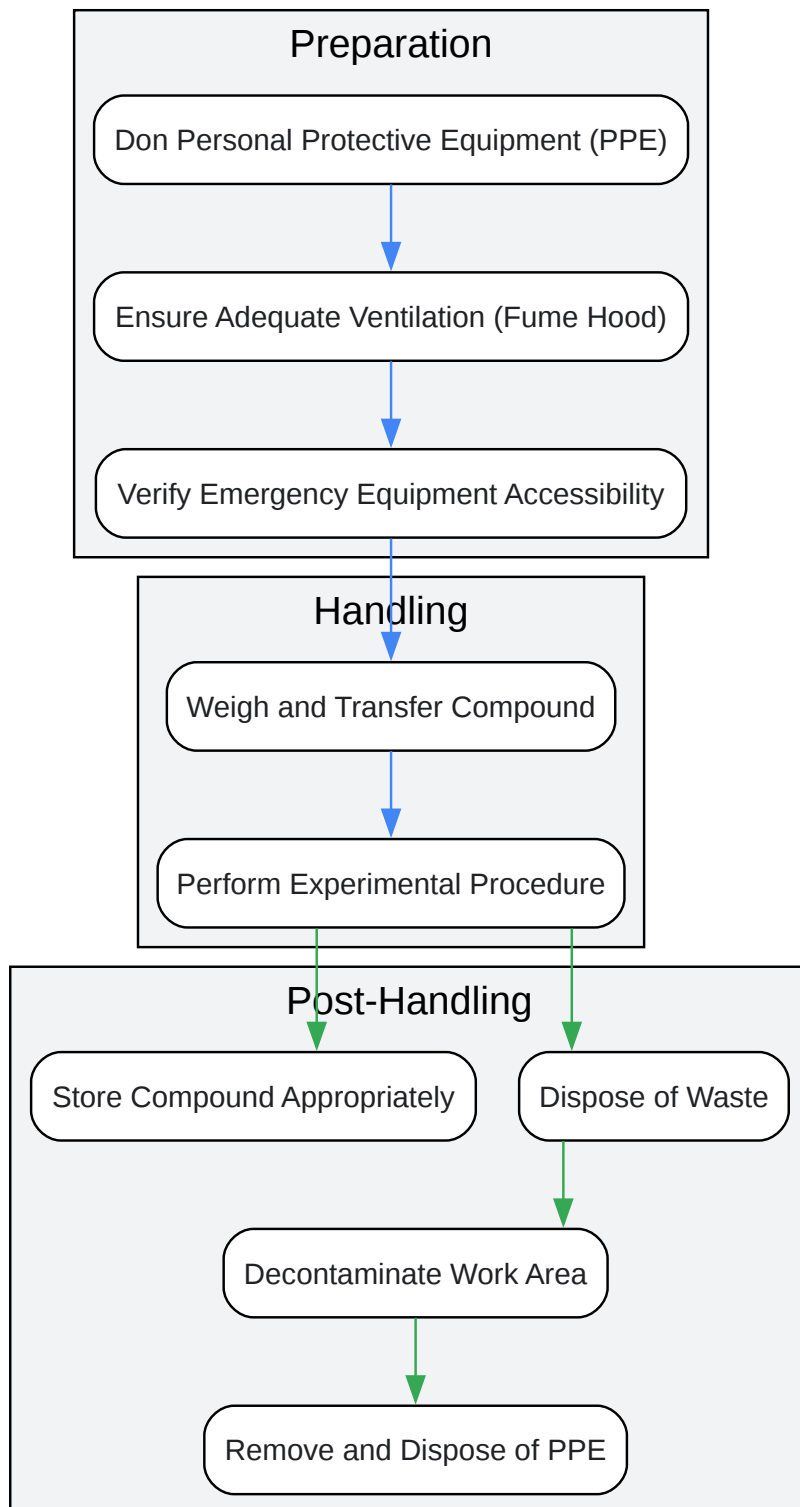 Preparation
Don Personal Protective Equipment (PPE)
Ensure Adequate Ventilation (Fume Hood)
Verify Emergency Equipment Accessibility
Handling
Weigh and Transfer Compound
Perform Experimental Procedure
Post-Handling
Store Compound Appropriately
Dispose of Waste
Decontaminate Work Area
Remove and Dispose of PPE